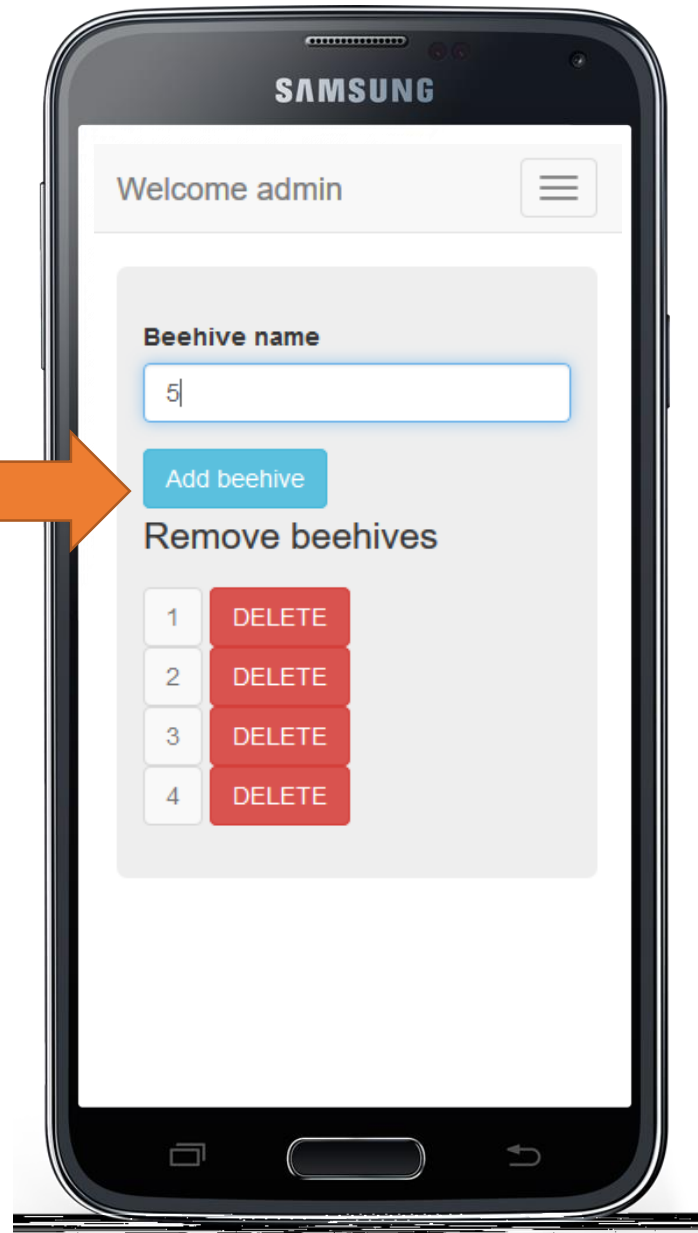 SAMSUNG
Welcome admin
Beehive name
5
Add beehive
Remove beehives
1 DELETE
2 DELETE
3 DELETE
4 DELETE